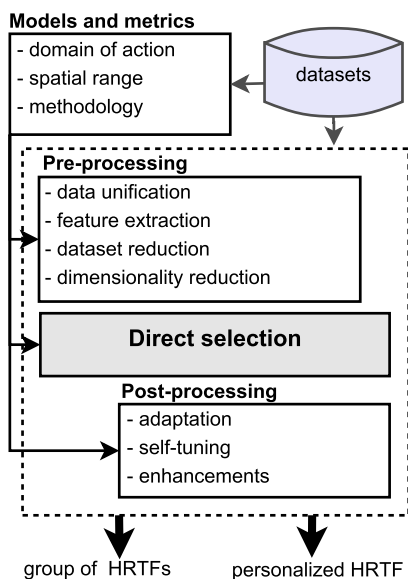 Models and metrics
- domain of action
- spatial range
- methodology
datasets
Pre-processing
- data unification
- feature extraction
- dataset reduction
- dimensionality reduction
Direct selection
Post-processing
- adaptation
- self-tuning
- enhancements
group of HRTFs
personalized HRTF